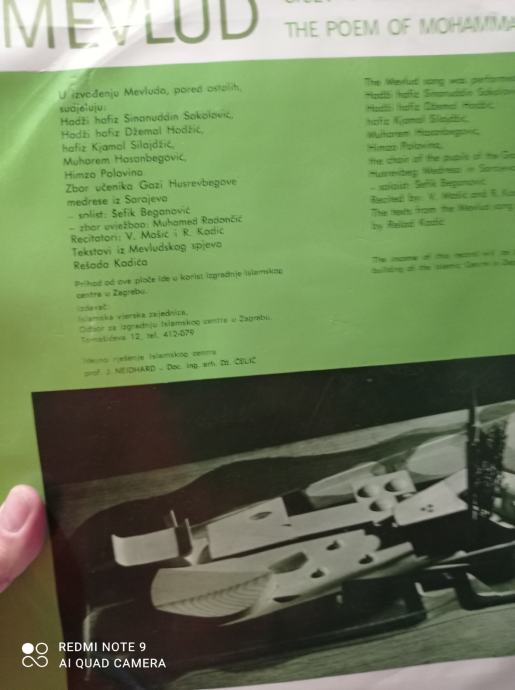 MEVLUD
THE POEM OF MOHAMMA
U izvođenju Mevluda, pored ostalih,
sudjeluju:
Hadži hafiz Sinanuddin Sokolović,
Hadži hafiz Džemal Hodžić,
hafiz Kjamal Silajdžić,
Muharem Hasanbegović,
Himzo Polovina
Zbor učenika Gazi Husrevbegove
medrese iz Sarajeva
– solist: Šefik Beganović
– zbor uvježbao: Muhamed Radončić
Recitatori: V. Mašić i R. Kadić
Tekstovi iz Mevludskog spjeva
Rešada Kadića
Prihod od ove ploče ide u korist izgradnje Islamskog
centra u Zagrebu.
Izdavač:
Islamska vjerska zajednica,
Odbor za izgradnju Islamskog centra u Zagrebu,
Tomašićeva 12, tel. 412-079
Idejno rješenje Islamskog centra
prof. J. NEIDHARD – Doc. ing. arh. Dž. ČELIĆ
The Mevlud song was performed
Hadži hafiz Sinanuddin Sokolović
Hadži hafiz Džemal Hodžić,
hafiz Kjamal Silajdžić,
Muharem Hasanbegović,
Himzo Polovina,
the choir of the pupils of the Ga
Husrevbeg Medresa in Sarajevo
– soloist: Šefik Beganović
Recited by: V. Mašić and R. Ka
The texts from the Mevlud song
by Rešad Kadić
The income of this record will
building of the Islamic Centre in
REDMI NOTE 9
AI QUAD CAMERA